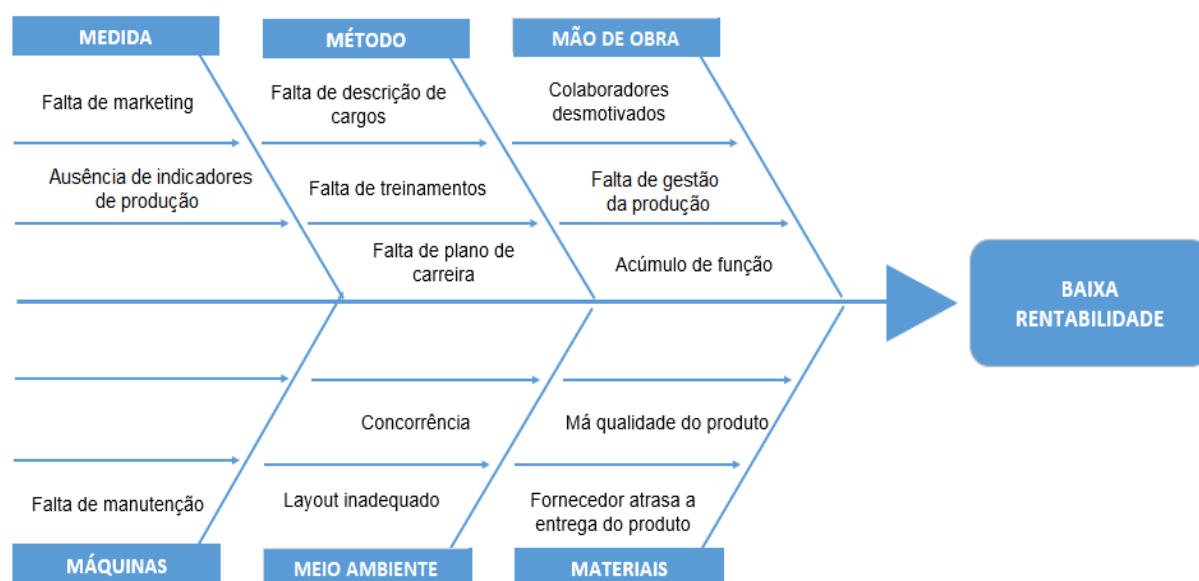 MEDIDA
MÉTODO
MÃO DE OBRA
Falta de marketing
Falta de descrição de
cargos
Colaboradores
desmotivados
Ausência de indicadores
de produção
Falta de treinamentos
Falta de gestão
da produção
Falta de plano de
carreira
Acúmulo de função
BAIXA
RENTABILIDADE
Concorrência
Má qualidade do produto
Falta de manutenção
Layout inadequado
Fornecedor atrasa a
entrega do produto
MÁQUINAS
MEIO AMBIENTE
MATERIAIS